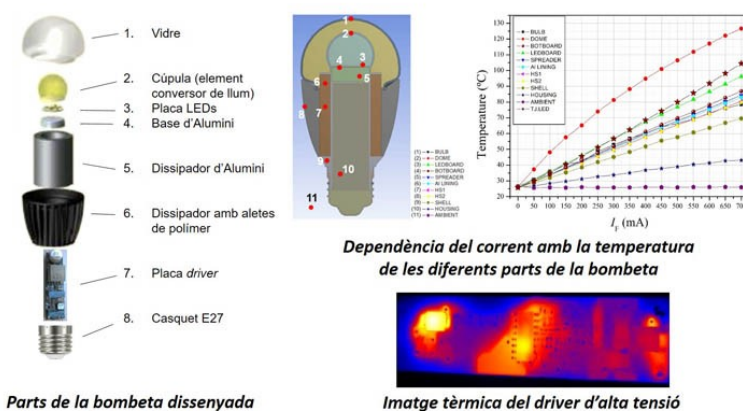 1. Vidre
2. Cúpula (element
conversor de llum)
3. Placa LEDs
4. Base d'Alumini
5. Dissipador d'Alumini
6. Dissipador amb aletes
de polímer
7. Placa driver
8. Casquet E27
Parts de la bombeta dissenyada
1
2
3
4
5
6
7
8
9
10
11
(1) BULB
(2) DOME
(3) LEDBOARD
(4) BOTBOARD
(5) SPREADER
(6) Al LINING
(7) HS1
(8) HS2
(9) SHELL
(10) HOUSING
(11) AMBIENT
Temperature (ºC)
130
120
110
100
90
80
70
60
50
40
30
20
BULB
DOME
BOTBOARD
LEDBOARD
SPREADER
Al LINING
HS1
HS2
SHELL
HOUSING
AMBIENT
TJ LED
0 50 100 150 200 250 300 350 400 450 500 550 600 650 700
I_F (mA)
Dependència del corrent amb la temperatura
de les diferents parts de la bombeta
Imatge tèrmica del driver d'alta tensió